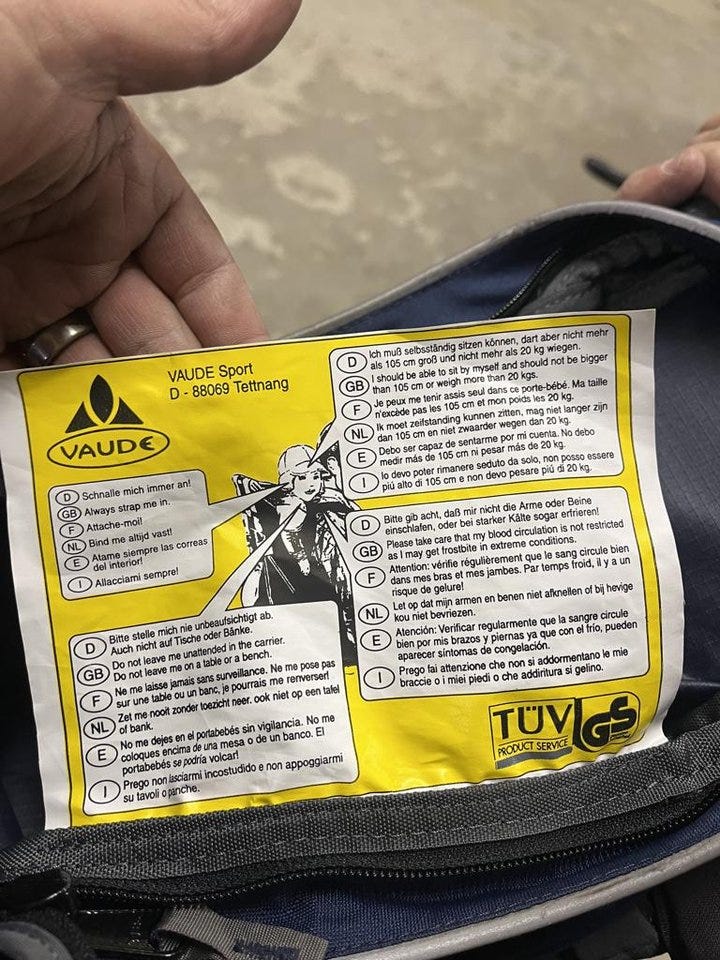 VAUDE
VAUDE Sport
D - 88069 Tettnang
D Ich muß selbsständig sitzen können, dart aber nicht mehr
als 105 cm groß und nicht mehr als 20 kg wiegen.
GB I should be able to sit by myself and should not be bigger
than 105 cm or weigh more than 20 kgs.
F Je peux me tenir assis seul dans ce porte-bébé. Ma taille
n'excède pas les 105 cm et mon poids les 20 kg.
NL Ik moet zelfstanding kunnen zitten, mag niet langer zijn
dan 105 cm en niet zwaarder wegen dan 20 kg.
E Debo ser capaz de sentarme por mi cuenta. No debo
medir más de 105 cm ni pesar más de 20 kg.
I Io devo poter rimanere seduto da solo, non posso essere
piú alto di 105 cm e non devo pesare piú di 20 kg.
D Schnalle mich immer an!
GB Always strap me in.
F Attache-moi!
NL Bind me altijd vast!
E Atame siempre las correas
del interior!
I Allacciami sempre!
D Bitte gib acht, daß mir nicht die Arme oder Beine
einschlafen, oder bei starker Kälte sogar erfrieren!
GB Please take care that my blood circulation is not restricted
as I may get frostbite in extreme conditions.
F Attention: vérifie régulièrement que le sang circule bien
dans mes bras et mes jambes. Par temps froid, il y a un
risque de gelure!
NL Let op dat mijn armen en benen niet afknellen of bij hevige
kou niet bevriezen.
E Atención: Verificar regularmente que la sangre circule
bien por mis brazos y piernas ya que con el frío, pueden
aparecer síntomas de congelación.
I Prego fai attenzione che non si addormentano le mie
braccie o i miei piedi o che addiritura si gelino.
D Bitte stelle mich nie unbeaufsichtigt ab.
Auch nicht auf Tische oder Bänke.
GB Do not leave me unattended in the carrier.
Do not leave me on a table or a bench.
F Ne me laisse jamais sans surveillance. Ne me pose pas
sur une table ou un banc, je pourrais me renverser!
NL Zet me nooit zonder toezicht neer. ook niet op een tafel
of bank.
E No me dejes en el portabebés sin vigilancia. No me
coloques encima de una mesa o de un banco. El
portabebés se podría volcar!
I Prego non lasciarmi incostudido e non appoggiarmi
su tavoli o panche.
TÜV GS
PRODUCT SERVICE